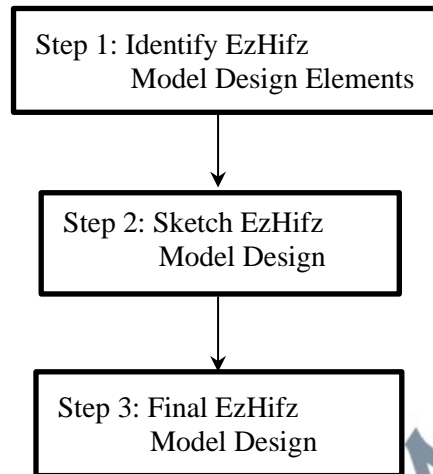 Step 1: Identify EzHifz
Model Design Elements
Step 2: Sketch EzHifz
Model Design
Step 3: Final EzHifz
Model Design